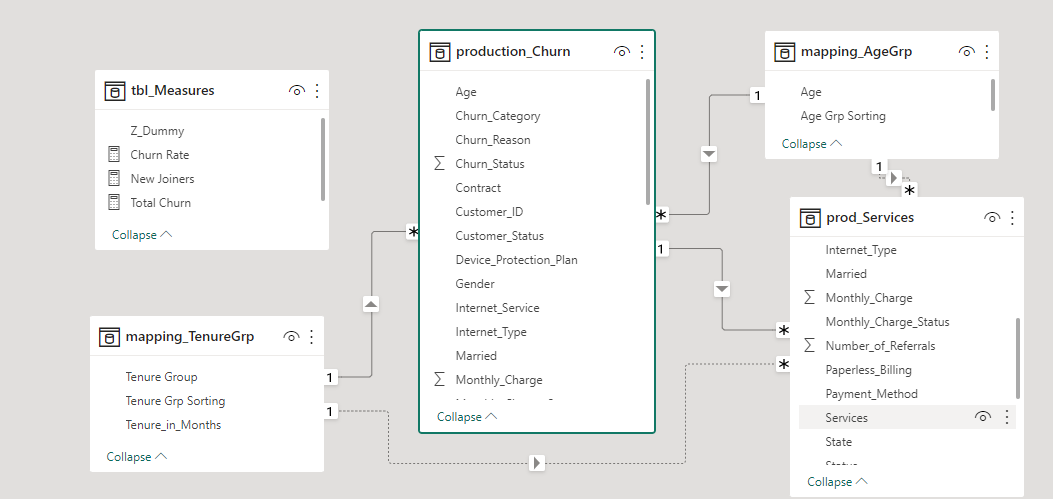 tbl_Measures
Z_Dummy
Churn Rate
New Joiners
Total Churn
Collapse
production_Churn
Age
Churn_Category
Churn_Reason
Churn_Status
Contract
Customer_ID
Customer_Status
Device_Protection_Plan
Gender
Internet_Service
Internet_Type
Married
Monthly_Charge
Collapse
mapping_AgeGrp
Age
Age Grp Sorting
Collapse
mapping_TenureGrp
Tenure Group
Tenure Grp Sorting
Tenure_in_Months
Collapse
prod_Services
Internet_Type
Married
Monthly_Charge
Monthly_Charge_Status
Number_of_Referrals
Paperless_Billing
Payment_Method
Services
State
Collapse
1
*
1
*
1
*
1
*
1
*